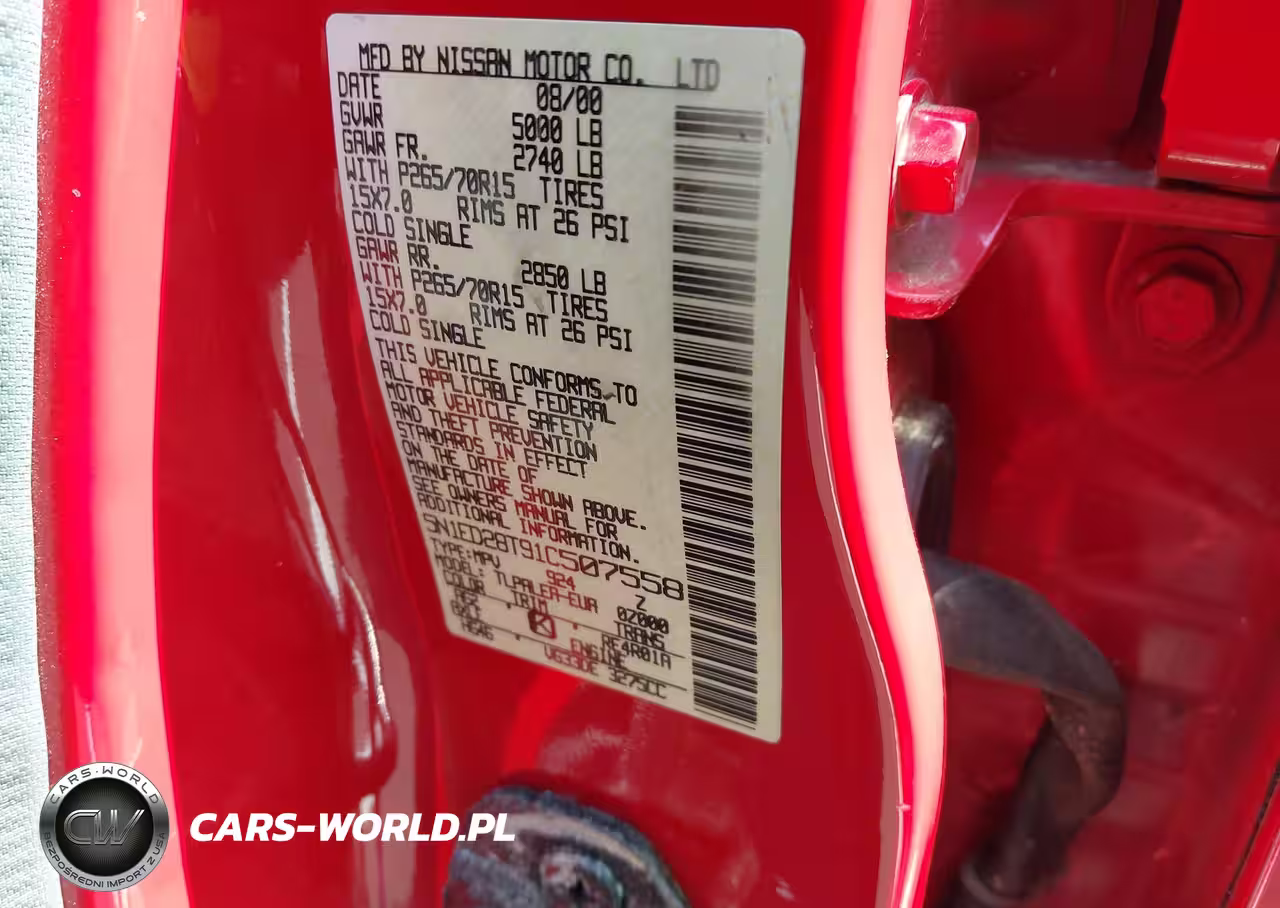 MFD BY NISSAN MOTOR CO. LTD
DATE 08/00
GVWR 5000 LB
GAWR FR. 2740 LB
WITH P265/70R15 TIRES
15X7.0 RIMS AT 26 PSI
COLD SINGLE
GAWR RR. 2850 LB
WITH P265/70R15 TIRES
15X7.0 RIMS AT 26 PSI
COLD SINGLE
THIS VEHICLE CONFORMS TO
ALL APPLICABLE FEDERAL
MOTOR VEHICLE SAFETY
AND THEFT PREVENTION
STANDARDS IN EFFECT
ON THE DATE OF
MANUFACTURE SHOWN ABOVE.
SEE OWNERS MANUAL FOR
ADDITIONAL INFORMATION.
5N1ED28T91C507558
TYPE:MPV 924 Z
MODEL: TLPALEA-EUA 02000
COLOR TRIM TRANS
K RE4R01A
ENGINE
VG33DE 3275CC
CARS-WORLD
CW
BEZPOŚREDNI IMPORT Z USA
CARS-WORLD.PL